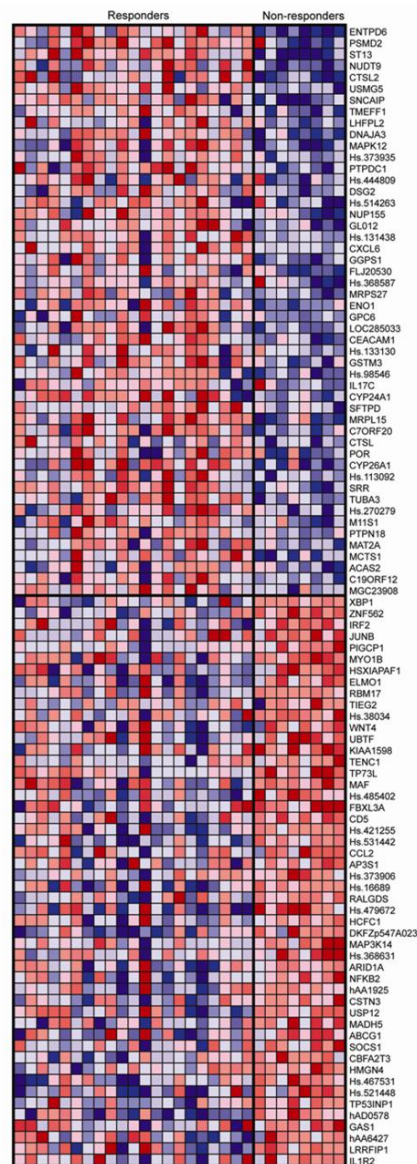 Responders Non-responders
ENTPD6
PSMD2
ST13
NUDT9
CTSL2
USMG5
SNCAIP
TMEFF1
LHFPL2
DNAJA3
MAPK12
Hs.373935
PTPDC1
Hs.444809
DSG2
Hs.514263
NUP155
GL012
Hs.131438
CXCL6
GGPS1
FLJ20530
Hs.368587
MRPS27
ENO1
GPC6
LOC285033
CEACAM1
Hs.133130
GSTM3
Hs.98546
IL17C
CYP24A1
SFTPD
MRPL15
C7ORF20
CTSL
POR
CYP26A1
Hs.113092
SRR
TUBA3
Hs.270279
M11S1
PTPN18
MAT2A
MCTS1
ACAS2
C19ORF12
MGC23908
XBP1
ZNF562
IRF2
JUNB
PIGCP1
MYO1B
HSXIAPAF1
ELMO1
RBM17
TIEG2
Hs.38034
WNT4
UBTF
KIAA1598
TENC1
TP73L
MAF
Hs.485402
FBXL3A
CD5
Hs.421255
Hs.531442
CCL2
AP3S1
Hs.373906
Hs.16689
RALGDS
Hs.479672
HCFC1
DKFZp547A023
MAP3K14
Hs.368631
ARID1A
NFKB2
hAA1925
CSTN3
USP12
MADH5
ABCG1
SOCS1
CBFA2T3
HMGN4
Hs.467531
Hs.521448
TP53INP1
hAD0578
GAS1
hAA6427
LRRFIP1
IL1R2